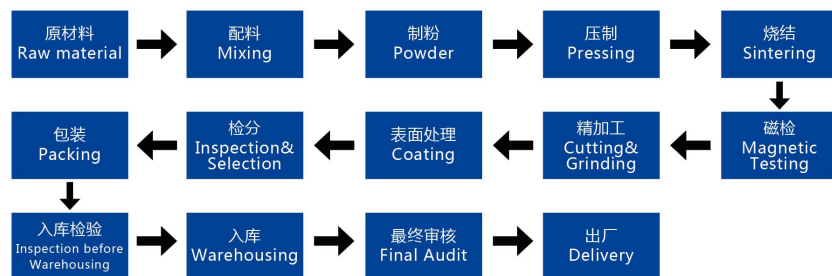 原材料
Raw material
配料
Mixing
制粉
Powder
压制
Pressing
烧结
Sintering
磁检
Magnetic
Testing
精加工
Cutting&
Grinding
表面处理
Coating
检分
Inspection&
Selection
包装
Packing
入库检验
Inspection before
Warehousing
入库
Warehousing
最终审核
Final Audit
出厂
Delivery